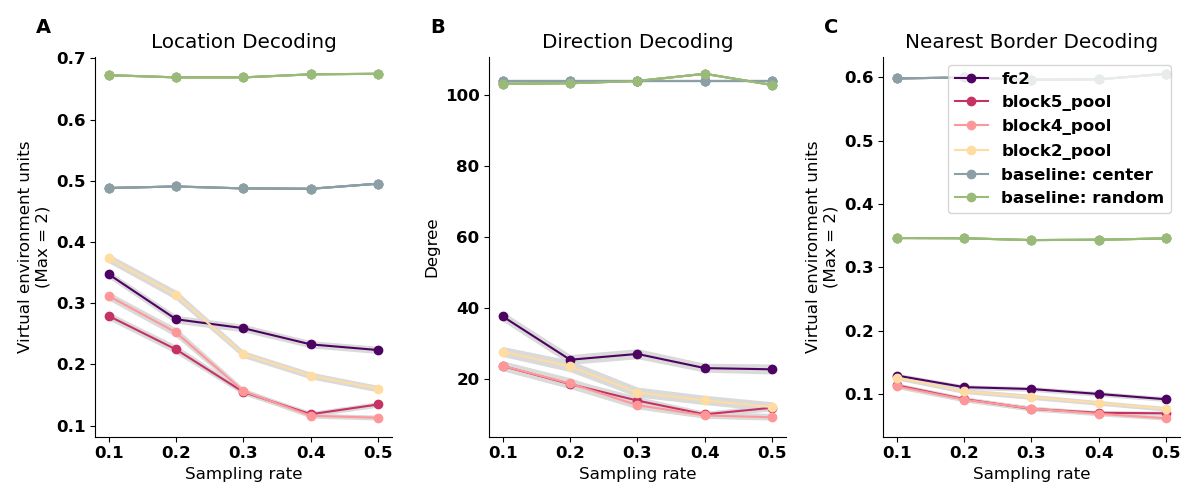 A
Location Decoding
Virtual environment units
(Max = 2)
0.7
0.6
0.5
0.4
0.3
0.2
0.1
0.1 0.2 0.3 0.4 0.5
Sampling rate
B
Direction Decoding
Degree
100
80
60
40
20
0.1 0.2 0.3 0.4 0.5
Sampling rate
C
Nearest Border Decoding
Virtual environment units
(Max = 2)
0.6
0.5
0.4
0.3
0.2
0.1
fc2
block5_pool
block4_pool
block2_pool
baseline: center
baseline: random
0.1 0.2 0.3 0.4 0.5
Sampling rate